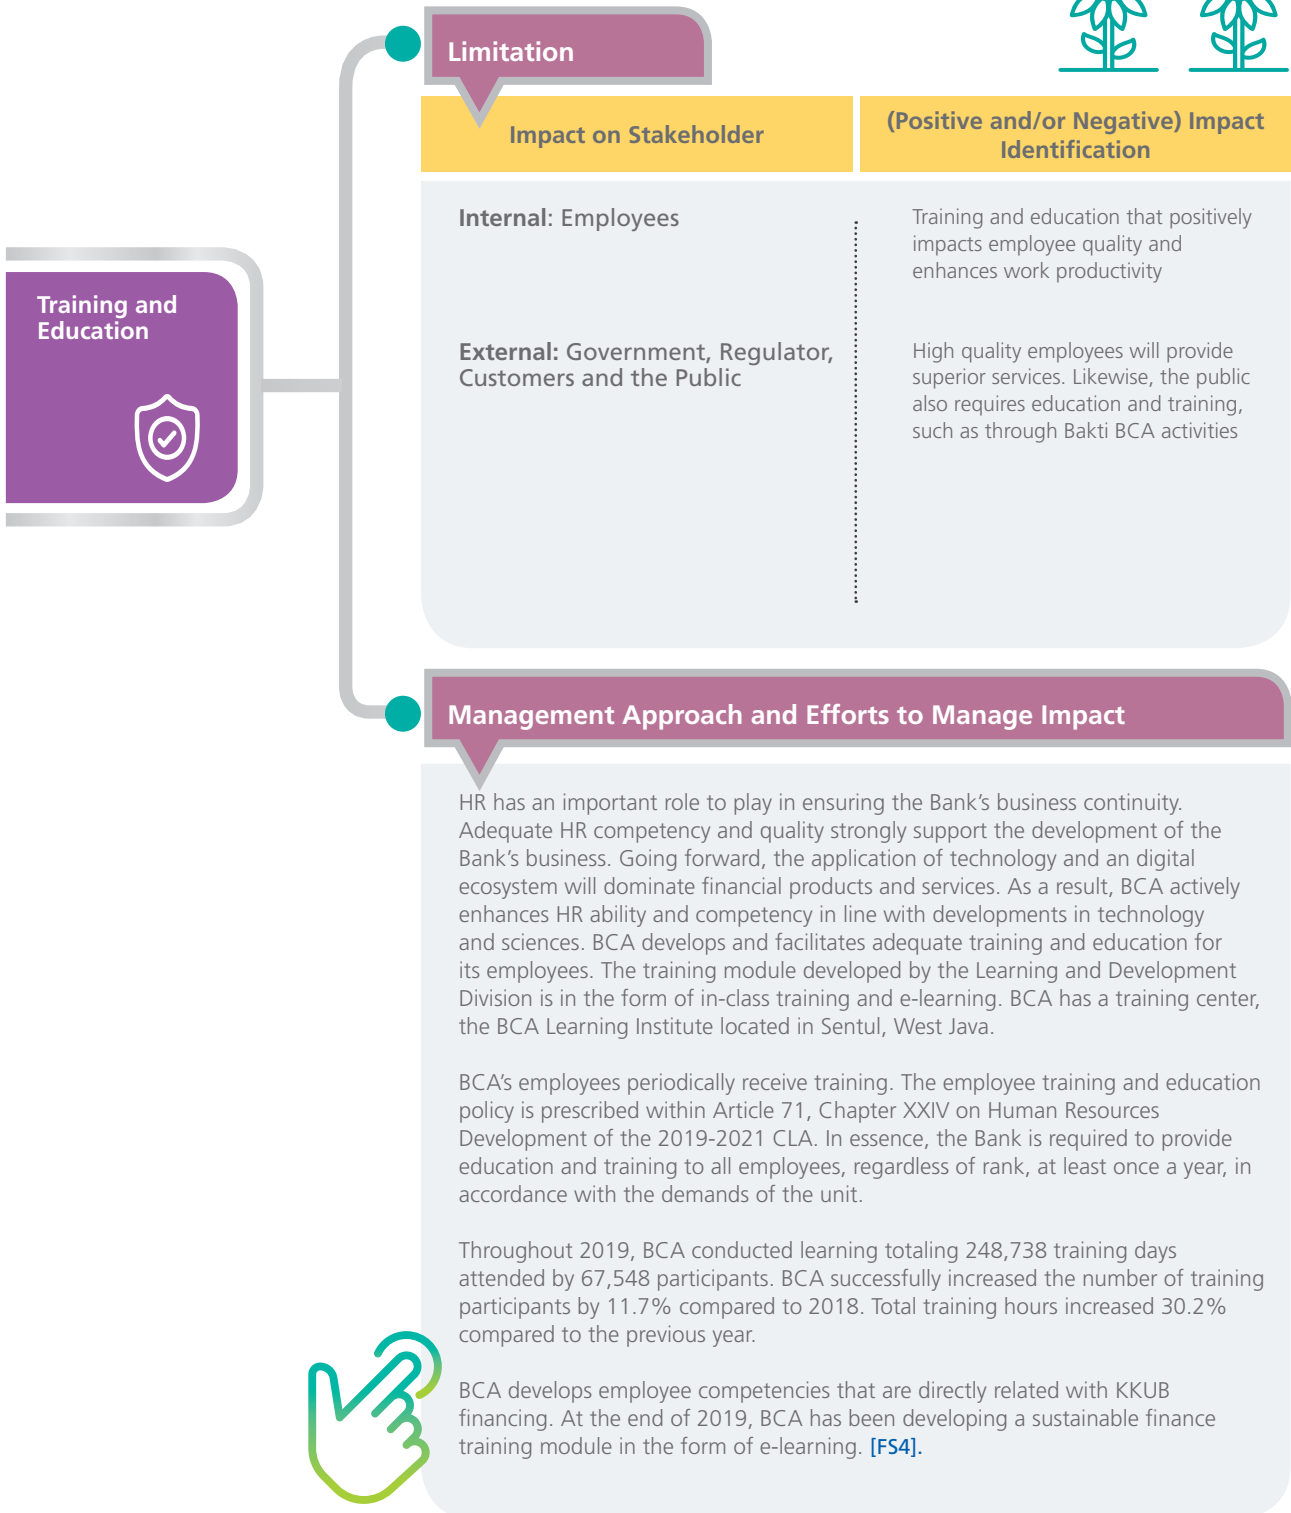 Limitation
Impact on Stakeholder
(Positive and/or Negative) Impact
Identification
Training and
Education
Internal: Employees
Training and education that positively
impacts employee quality and
enhances work productivity
External: Government, Regulator,
Customers and the Public
High quality employees will provide
superior services. Likewise, the public
also requires education and training,
such as through Bakti BCA activities
Management Approach and Efforts to Manage Impact
HR has an important role to play in ensuring the Bank’s business continuity.
Adequate HR competency and quality strongly support the development of the
Bank’s business. Going forward, the application of technology and an digital
ecosystem will dominate financial products and services. As a result, BCA actively
enhances HR ability and competency in line with developments in technology
and sciences. BCA develops and facilitates adequate training and education for
its employees. The training module developed by the Learning and Development
Division is in the form of in-class training and e-learning. BCA has a training center,
the BCA Learning Institute located in Sentul, West Java.
BCA’s employees periodically receive training. The employee training and education
policy is prescribed within Article 71, Chapter XXIV on Human Resources
Development of the 2019-2021 CLA. In essence, the Bank is required to provide
education and training to all employees, regardless of rank, at least once a year, in
accordance with the demands of the unit.
Throughout 2019, BCA conducted learning totaling 248,738 training days
attended by 67,548 participants. BCA successfully increased the number of training
participants by 11.7% compared to 2018. Total training hours increased 30.2%
compared to the previous year.
BCA develops employee competencies that are directly related with KKUB
financing. At the end of 2019, BCA has been developing a sustainable finance
training module in the form of e-learning. [FS4].